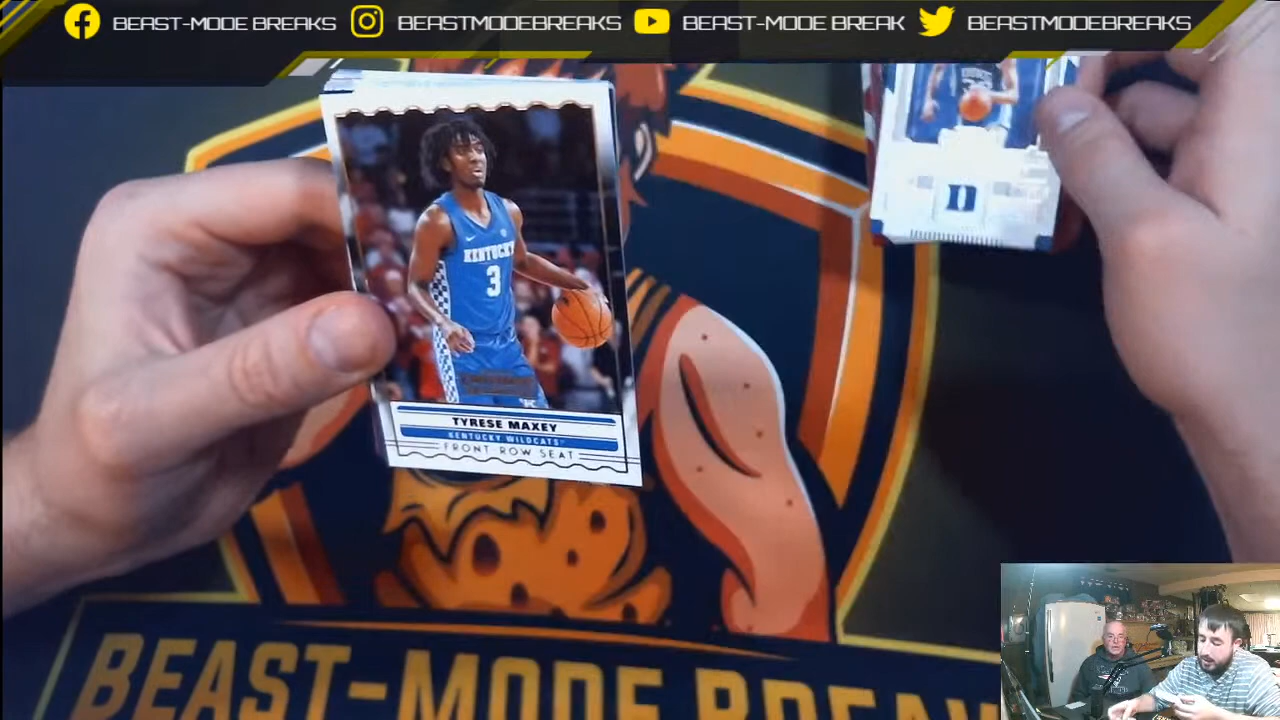 BEAST-MODE BREAKS BEASTMODEBREAKS BEAST-MODE BREAK BEASTMODEBREAKS
KENTUCKY
3
TYRESE MAXEY
KENTUCKY WILDCATS
FRONT ROW SEAT
D
BEAST-MODE BREAK